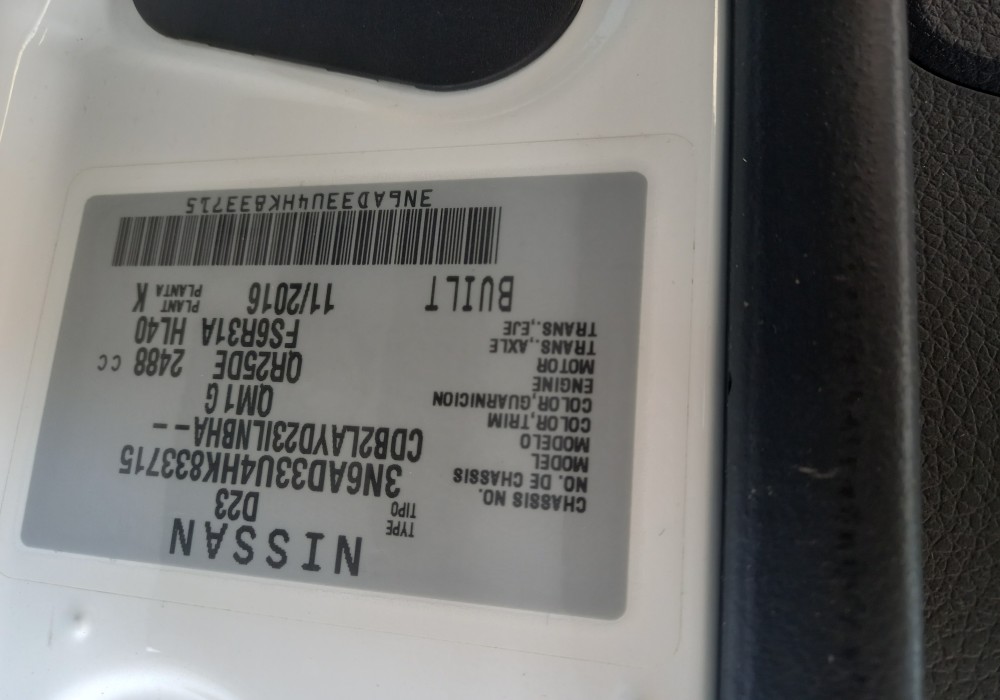 NISSAN
TYPE
TIPO D23
CHASSIS NO.
NO. DE CHASSIS 3N6AD33U4HK833715
MODEL
MODELO CDB2LAYD23ILNBHA--
COLOR,TRIM
COLOR,GUARNICION QM1 G
ENGINE
MOTOR QR25DE 2488 CC
TRANS.,AXLE
TRANS.,EJE FS6R31A HL40
BUILT 11/2016 PLANT
PLANTA K
3N6AD33U4HK833715